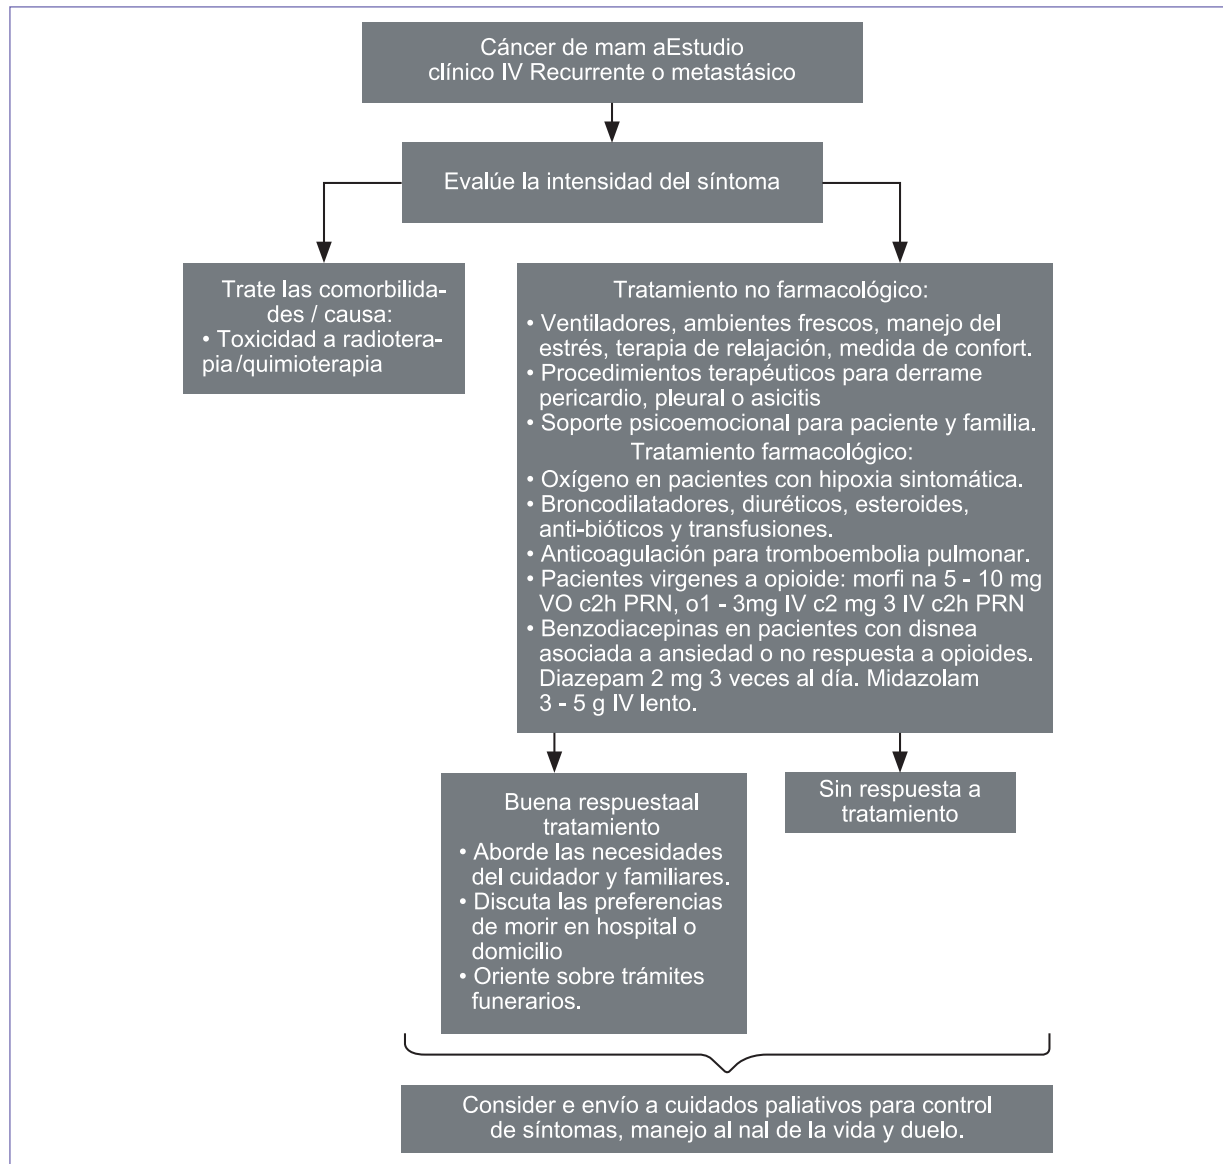 Cáncer de mam aEstudio
clínico IV Recurrente o metastásico
Evalúe la intensidad del síntoma
Trate las comorbilida-
des / causa:
• Toxicidad a radiotera-
pia/quimioterapia
Tratamiento no farmacológico:
• Ventiladores, ambientes frescos, manejo del
estrés, terapia de relajación, medida de confort.
• Procedimientos terapéuticos para derrame
pericardio, pleural o asicitis
• Soporte psicoemocional para paciente y familia.
Tratamiento farmacológico:
• Oxígeno en pacientes con hipoxia sintomática.
• Broncodilatadores, diuréticos, esteroides,
anti-bióticos y transfusiones.
• Anticoagulación para tromboembolia pulmonar.
• Pacientes virgenes a opioide: morfi na 5 - 10 mg
VO c2h PRN, o1 - 3mg IV c2 mg 3 IV c2h PRN
• Benzodiacepinas en pacientes con disnea
asociada a ansiedad o no respuesta a opioides.
Diazepam 2 mg 3 veces al día. Midazolam
3 - 5 g IV lento.
Buena respuestaal
tratamiento
• Aborde las necesidades
del cuidador y familiares.
• Discuta las preferencias
de morir en hospital o
domicilio
• Oriente sobre trámites
funerarios.
Sin respuesta a
tratamiento
Consider e envío a cuidados paliativos para control
de síntomas, manejo al nal de la vida y duelo.